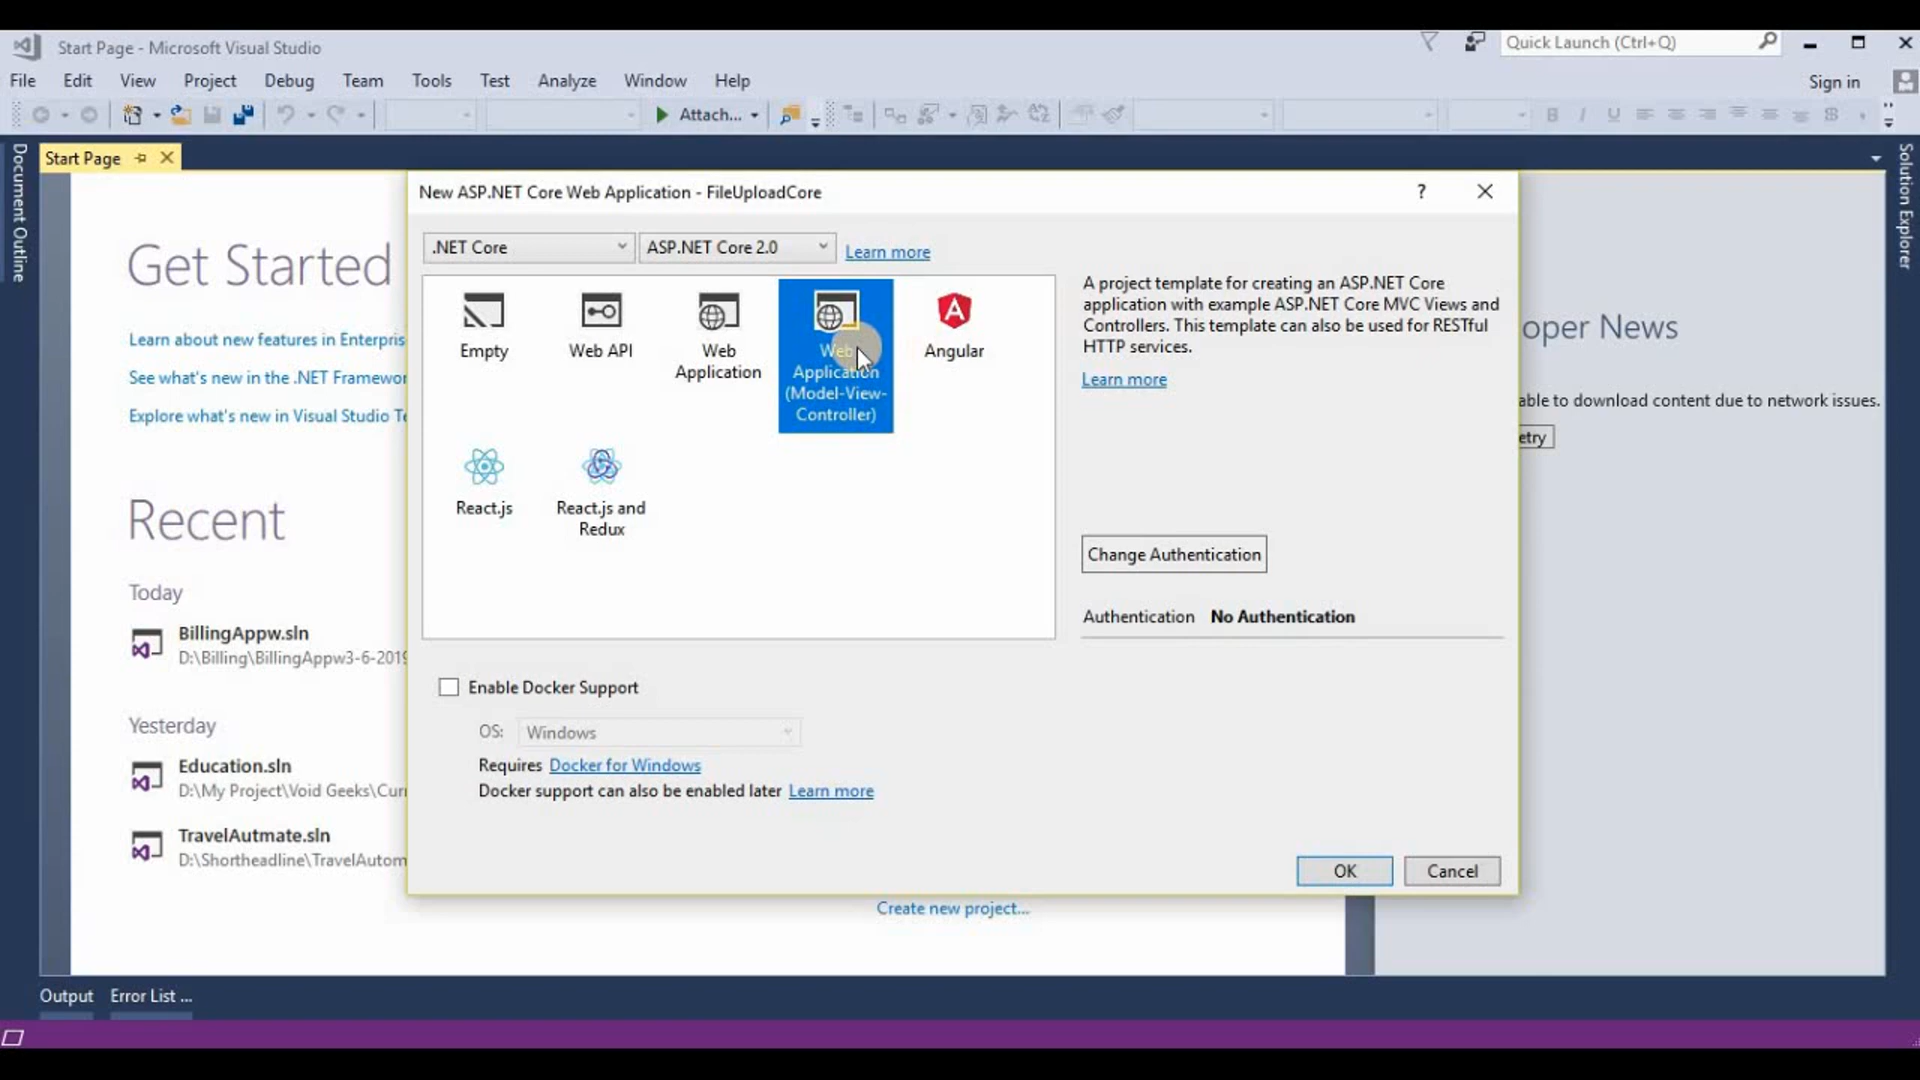 Start Page - Microsoft Visual Studio
Quick Launch (Ctrl+Q)
File Edit View Project Debug Team Tools Test Analyze Window Help
Sign in
Attach...
Document Outline
Start Page
Solution Explorer
Get Started
Learn about new features in Enterpris
See what's new in the .NET Framewor
Explore what's new in Visual Studio Te
Recent
Today
BillingAppw.sln
D:\Billing\BillingAppw3-6-2019
Yesterday
Education.sln
D:\My Project\Void Geeks\Curr
TravelAutmate.sln
D:\Shortheadline\TravelAutom
New ASP.NET Core Web Application - FileUploadCore
?
.NET Core
ASP.NET Core 2.0
Learn more
Empty
Web API
Web
Application
Web
Application
(Model-View-
Controller)
Angular
React.js
React.js and
Redux
A project template for creating an ASP.NET Core
application with example ASP.NET Core MVC Views and
Controllers. This template can also be used for RESTful
HTTP services.
Learn more
Change Authentication
Authentication No Authentication
Enable Docker Support
OS: Windows
Requires Docker for Windows
Docker support can also be enabled later Learn more
OK
Cancel
Create new project...
oper News
able to download content due to network issues.
etry
Output
Error List ...